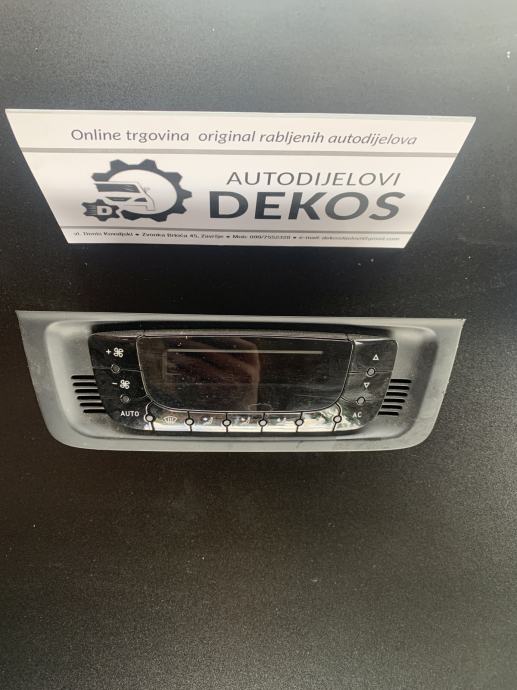 Online trgovina original rabljenih autodijelova
AUTODIJELOVI
D
DEKOS
AUTO
AC